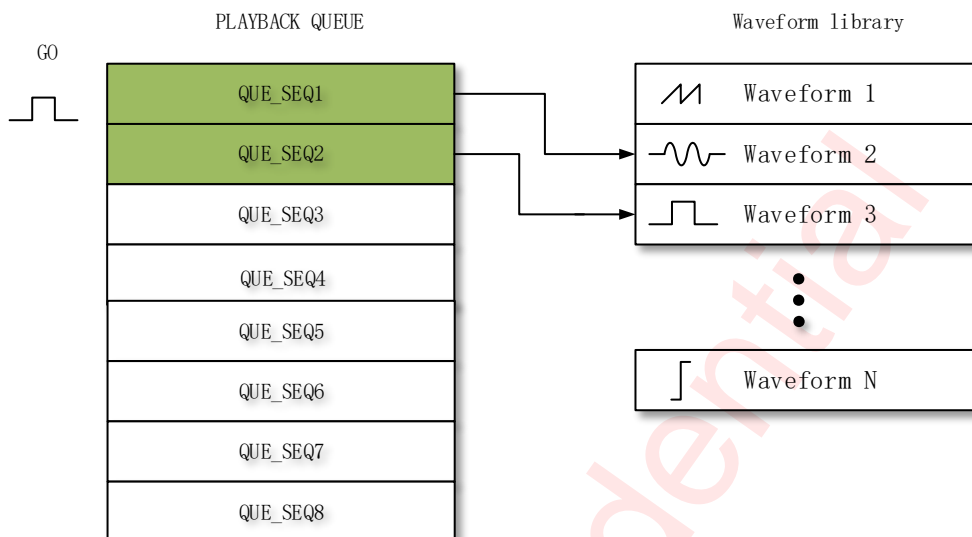 PLAYBACK QUEUE
Waveform library
GO
QUE_SEQ1
QUE_SEQ2
QUE_SEQ3
QUE_SEQ4
QUE_SEQ5
QUE_SEQ6
QUE_SEQ7
QUE_SEQ8
Waveform 1
Waveform 2
Waveform 3
Waveform N
dential